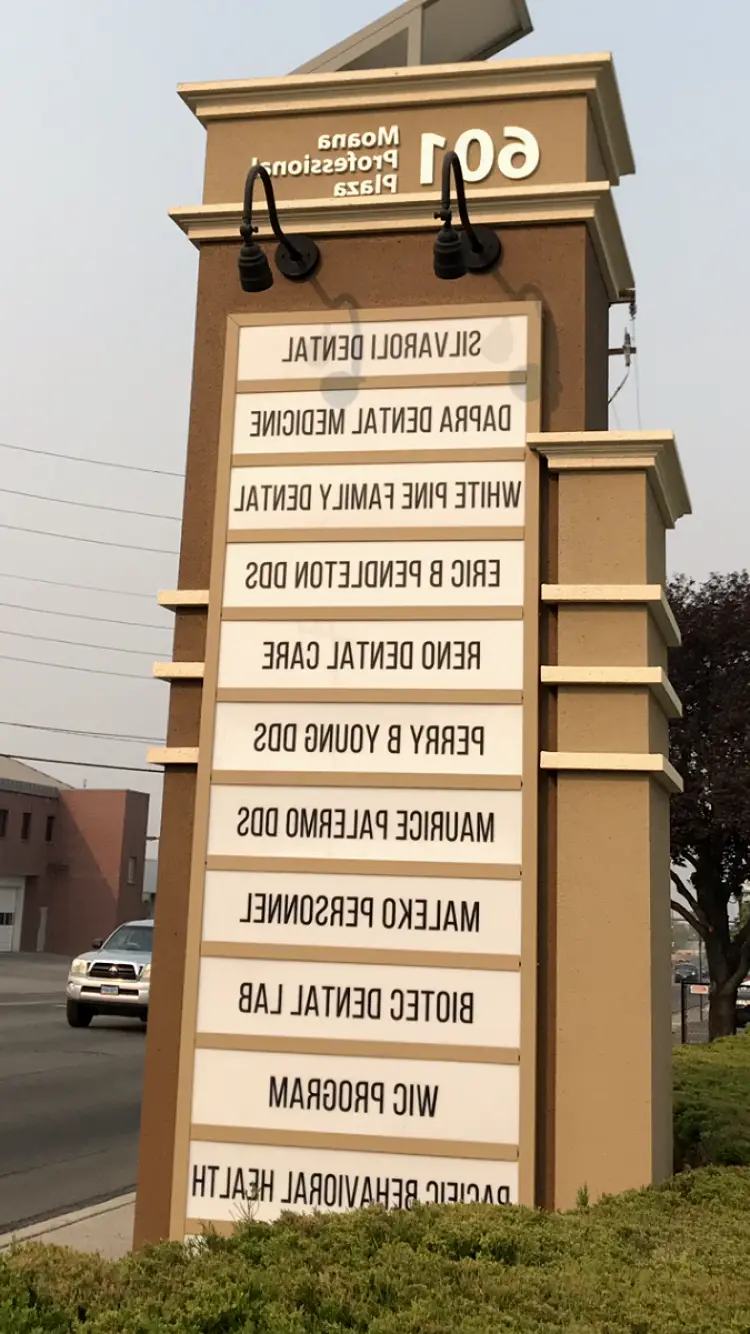 601
Moana
Professional
Plaza
SILVAROLI DENTAL
DAPRA DENTAL MEDICINE
WHITE PINE FAMILY DENTAL
ERIC B PENDLETON DDS
RENO DENTAL CARE
PERRY B YOUNG DDS
MAURICE PALERMO DDS
MALEKO PERSONNEL
BIOTEC DENTAL LAB
WIC PROGRAM
PACIFIC BEHAVIORAL HEALTH